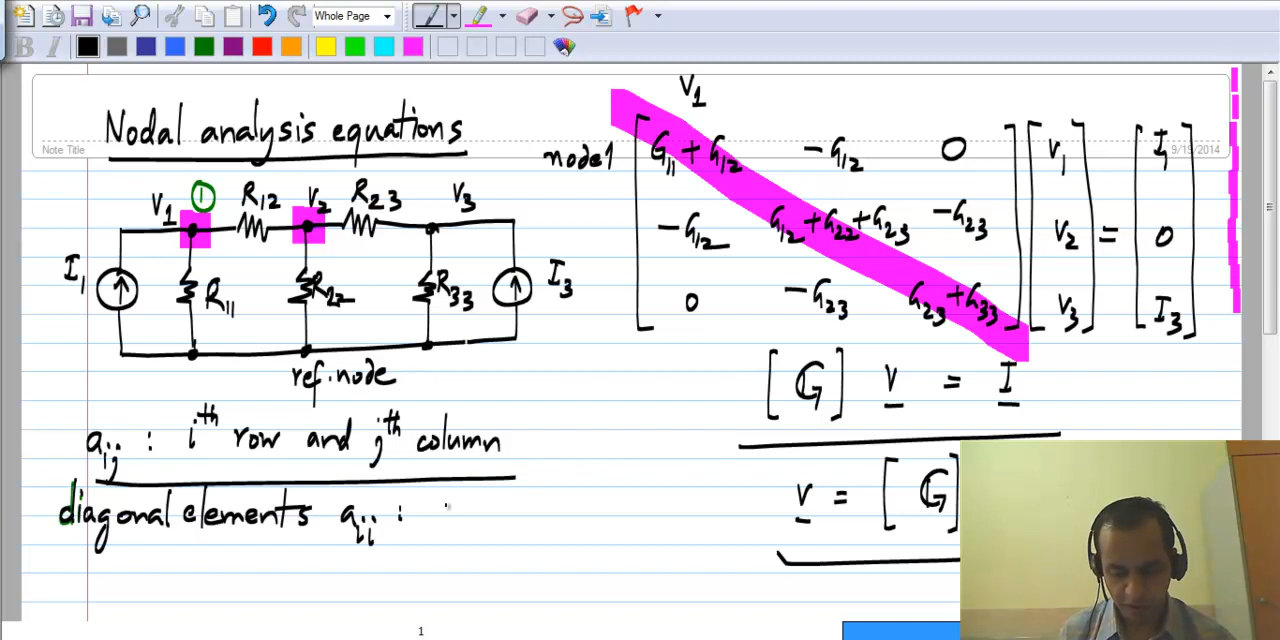 Whole Page
Note Title
9/15/2014
Nodal analysis equations
V1 ① R12 V2 R23 V3
I1 R11 R22 R33 I3
ref. node
aij : ith row and jth column
diagonal elements aii :
V1
node1 [ G11 + G12 -G12 0 ] [ V1 ] [ I1 ]
-G12 G12 + G22 + G23 -G23 V2 = 0
0 -G23 G23 + G33 V3 I3
[ G ] v = I
v = [ G ]
1